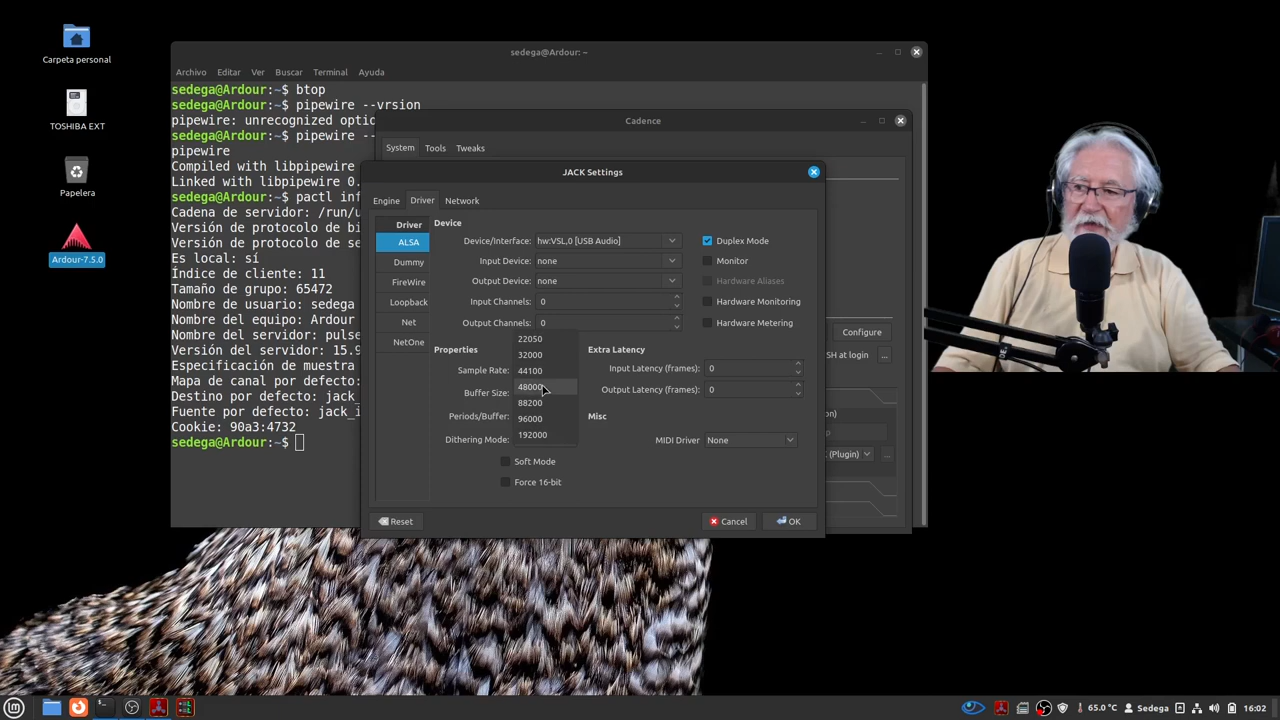 Carpeta personal
TOSHIBA EXT
Papelera
Ardour-7.5.0
sedega@Ardour: ~
Archivo Editar Ver Buscar Terminal Ayuda
sedega@Ardour:~$ btop
sedega@Ardour:~$ pipewire --vrsion
pipewire: unrecognized optio
sedega@Ardour:~$ pipewire --
pipewire
Compiled with libpipewire
Linked with libpipewire 0.
sedega@Ardour:~$ pactl inf
Cadena de servidor: /run/u
Versión de protocolo de bi
Versión de protocolo de se
Es local: sí
Índice de cliente: 11
Tamaño de grupo: 65472
Nombre de usuario: sedega
Nombre del equipo: Ardour
Nombre del servidor: pulse
Versión del servidor: 15.9
Especificación de muestra
Mapa de canal por defecto:
Destino por defecto: jack_
Fuente por defecto: jack_i
Cookie: 90a3:4732
sedega@Ardour:~$
Cadence
System Tools Tweaks
Configure
SH at login ...
on)
p
K (Plugin) ...
JACK Settings
Engine Driver Network
Driver
ALSA
Dummy
FireWire
Loopback
Net
NetOne
Device
Device/Interface: hw:VSL,0 [USB Audio]
Duplex Mode
Input Device: none
Monitor
Output Device: none
Hardware Aliases
Input Channels: 0
Hardware Monitoring
Output Channels: 0
Hardware Metering
Properties
Sample Rate:
Buffer Size:
Periods/Buffer:
Dithering Mode:
22050
32000
44100
48000
88200
96000
192000
Soft Mode
Force 16-bit
Extra Latency
Input Latency (frames): 0
Output Latency (frames): 0
Misc
MIDI Driver None
Reset
Cancel
OK
65.0°C
Sedega
16:02